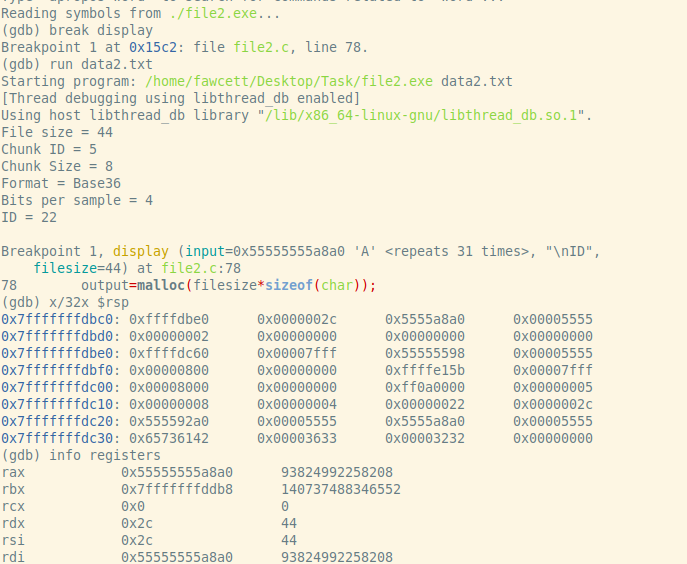 Reading symbols from ./file2.exe...
(gdb) break display
Breakpoint 1 at 0x15c2: file file2.c, line 78.
(gdb) run data2.txt
Starting program: /home/fawcett/Desktop/Task/file2.exe data2.txt
[Thread debugging using libthread_db enabled]
Using host libthread_db library "/lib/x86_64-linux-gnu/libthread_db.so.1".
File size = 44
Chunk ID = 5
Chunk Size = 8
Format = Base36
Bits per sample = 4
ID = 22
Breakpoint 1, display (input=0x55555555a8a0 'A' <repeats 31 times>, "\nID",
filesize=44) at file2.c:78
78 output=malloc(filesize*sizeof(char));
(gdb) x/32x $rsp
0x7fffffffdbc0: 0xffffdbe0 0x0000002c 0x5555a8a0 0x00005555
0x7fffffffdbd0: 0x00000002 0x00000000 0x00000000 0x00000000
0x7fffffffdbe0: 0xffffdc60 0x00007fff 0x55555598 0x00005555
0x7fffffffdbf0: 0x00000800 0x00000000 0xffffe15b 0x00007fff
0x7fffffffdc00: 0x00008000 0x00000000 0xff0a0000 0x00000005
0x7fffffffdc10: 0x00000008 0x00000004 0x00000022 0x0000002c
0x7fffffffdc20: 0x555592a0 0x00005555 0x5555a8a0 0x00005555
0x7fffffffdc30: 0x65736142 0x00003633 0x00003232 0x00000000
(gdb) info registers
rax 0x55555555a8a0 93824992258208
rbx 0x7fffffffddb8 140737488346552
rcx 0x0 0
rdx 0x2c 44
rsi 0x2c 44
rdi 0x55555555a8a0 93824992258208